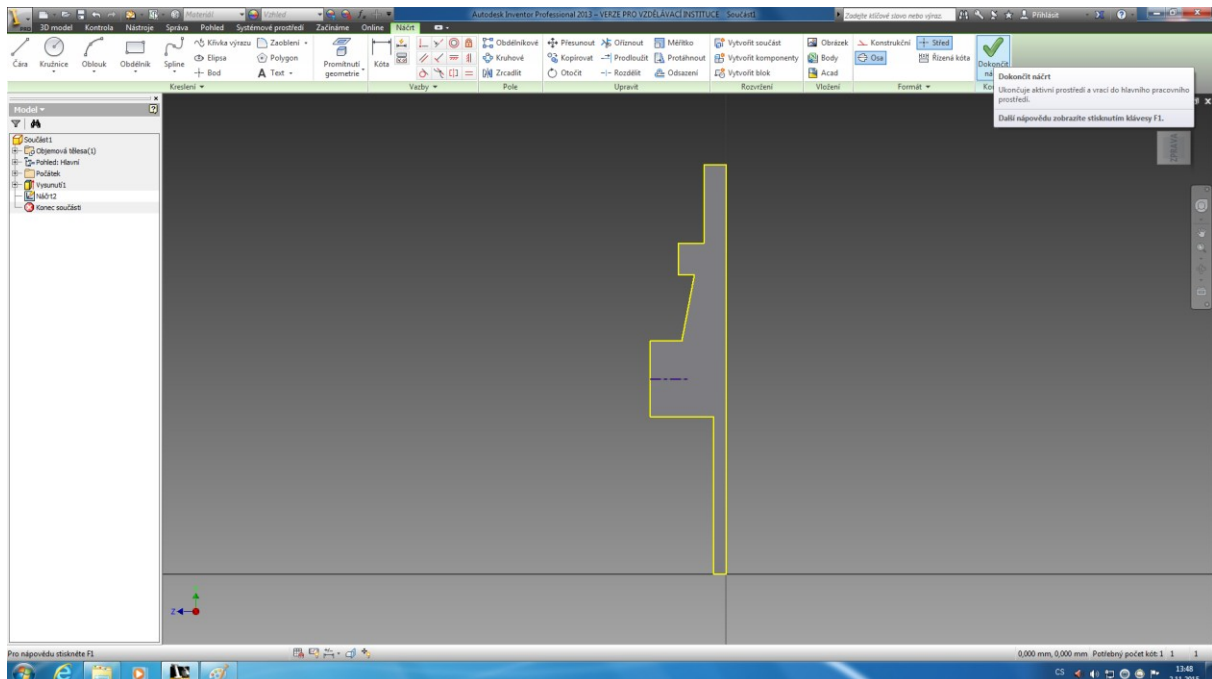 Materiál Vzhled Autodesk Inventor Professional 2013 – VERZE PRO VZDĚLÁVACÍ INSTITUCE Součást1 Zadejte klíčové slovo nebo výraz. Přihlásit
PRO 3D model Kontrola Nástroje Správa Pohled Systémové prostředí Začínáme Online Náčrt
Křivka výrazu Zaoblení Obdélníkové Přesunout Oříznout Měřítko Vytvořit součást Obrázek Konstrukční Střed
Čára Kružnice Oblouk Obdélník Spline Elipsa Polygon Promítnutí geometrie Kóta Kruhové Kopírovat Prodloužit Protáhnout Vytvořit komponenty Body Osa Řízená kóta Dokončit
Bod A Text Zrcadlit Otočit Rozdělit Odsazení Vytvořit blok Acad
Kreslení Vazby Pole Upravit Rozvržení Vložení Formát
Dokončit náčrt
Ukončuje aktivní prostředí a vrací do hlavního pracovního
prostředí.
Další nápovědu zobrazíte stisknutím klávesy F1.
Model
Součást1
Objemová tělesa(1)
Pohled: Hlavní
Počátek
Vysunutí1
Náčrt2
Konec součásti
ZPRAVA
Z
Pro nápovědu stiskněte F1 0,000 mm, 0,000 mm Potřebný počet kót: 1 1 1
CS 13:48
2.11.2015